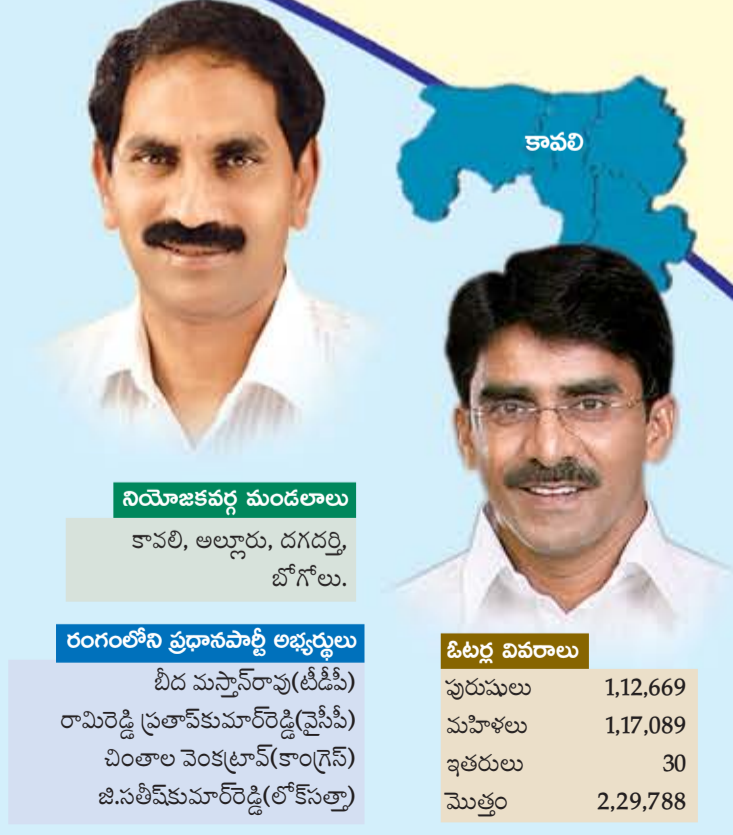 కావలి
నియోజకవర్గ మండలాలు
కావలి, అల్లూరు, దగదర్తి,
బోగోలు.
రంగంలోని ప్రధానపార్టీ అభ్యర్థులు
బీద మస్తాన్‌రావు(టీడీపీ)
రామిరెడ్డి ప్రతాప్‌కుమార్‌రెడ్డి(వైసీపీ)
చింతాల వెంకట్రావ్(కాంగ్రెస్)
జి.సతీష్‌కుమార్‌రెడ్డి(లోక్‌సత్తా)
ఓటర్ల వివరాలు
పురుషులు 1,12,669
మహిళలు 1,17,089
ఇతరులు 30
మొత్తం 2,29,788